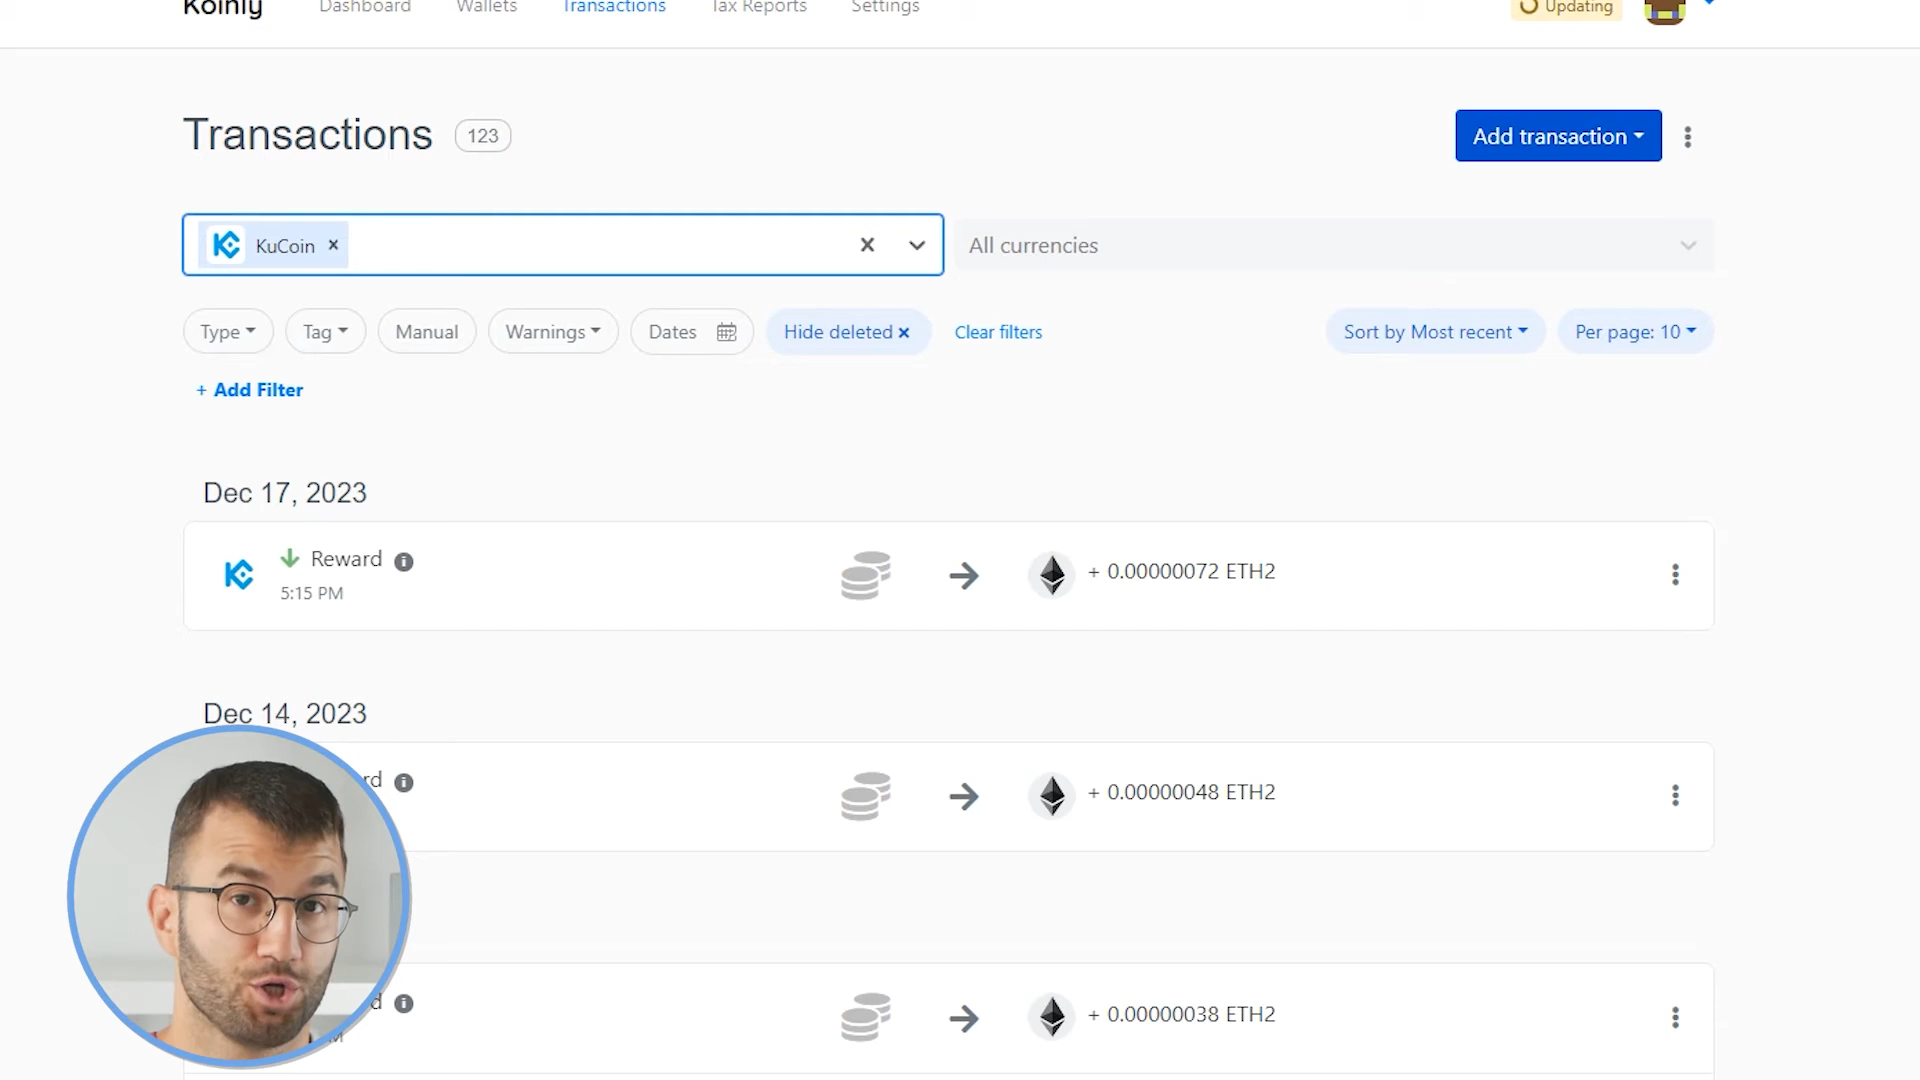 Koinly Dashboard Wallets Transactions Tax Reports Settings Updating
Transactions 123 Add transaction
KuCoin × All currencies
Type Tag Manual Warnings Dates Hide deleted × Clear filters Sort by Most recent Per page: 10
+ Add Filter
Dec 17, 2023
Reward
+ 0.00000072 ETH2
5:15 PM
Dec 14, 2023
rd
+ 0.00000048 ETH2
d
+ 0.00000038 ETH2
M